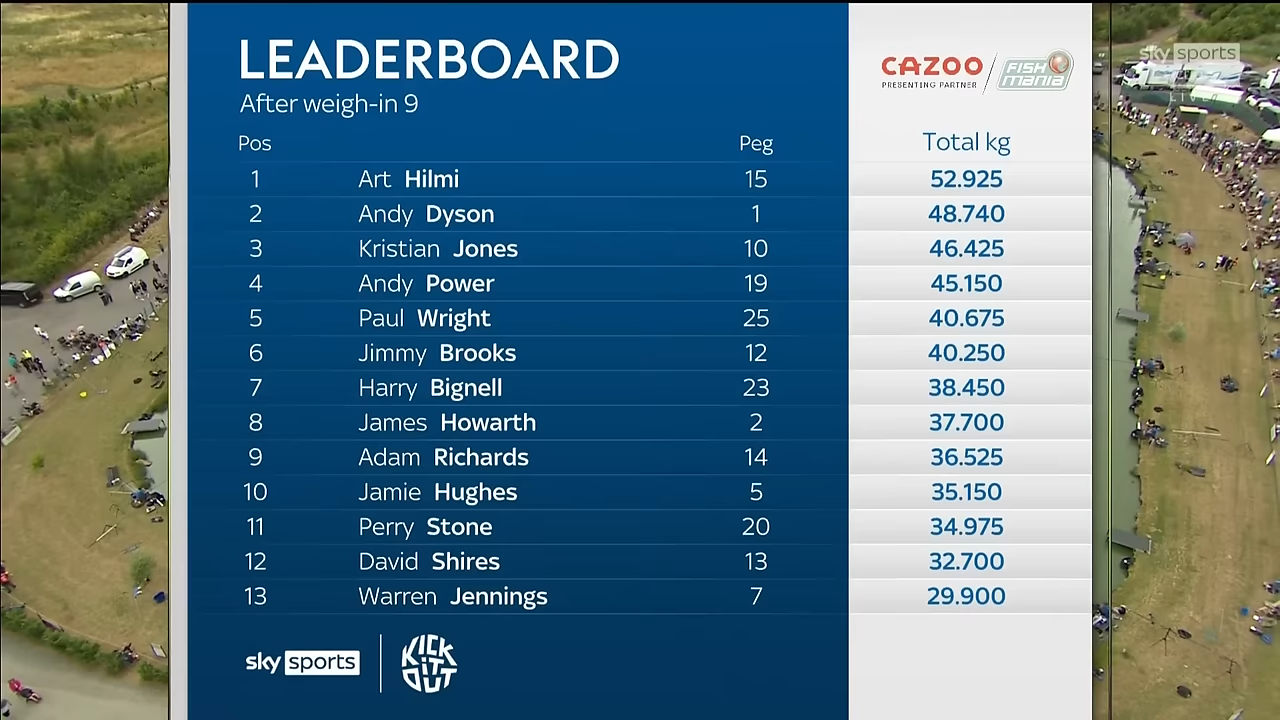 LEADERBOARD
After weigh-in 9
CAZOO
PRESENTING PARTNER
FISH MANIA
sky sports
LIVE
Pos Peg Total kg
1 Art Hilmi 15 52.925
2 Andy Dyson 1 48.740
3 Kristian Jones 10 46.425
4 Andy Power 19 45.150
5 Paul Wright 25 40.675
6 Jimmy Brooks 12 40.250
7 Harry Bignell 23 38.450
8 James Howarth 2 37.700
9 Adam Richards 14 36.525
10 Jamie Hughes 5 35.150
11 Perry Stone 20 34.975
12 David Shires 13 32.700
13 Warren Jennings 7 29.900
sky sports
KICK IT OUT